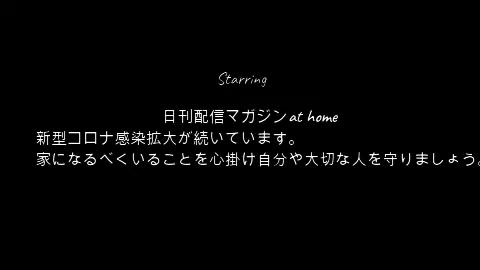 Starring
日刊配信マガジンat home
新型コロナ感染拡大が続いています。
家になるべくいることを心掛け自分や大切な人を守りましょう。